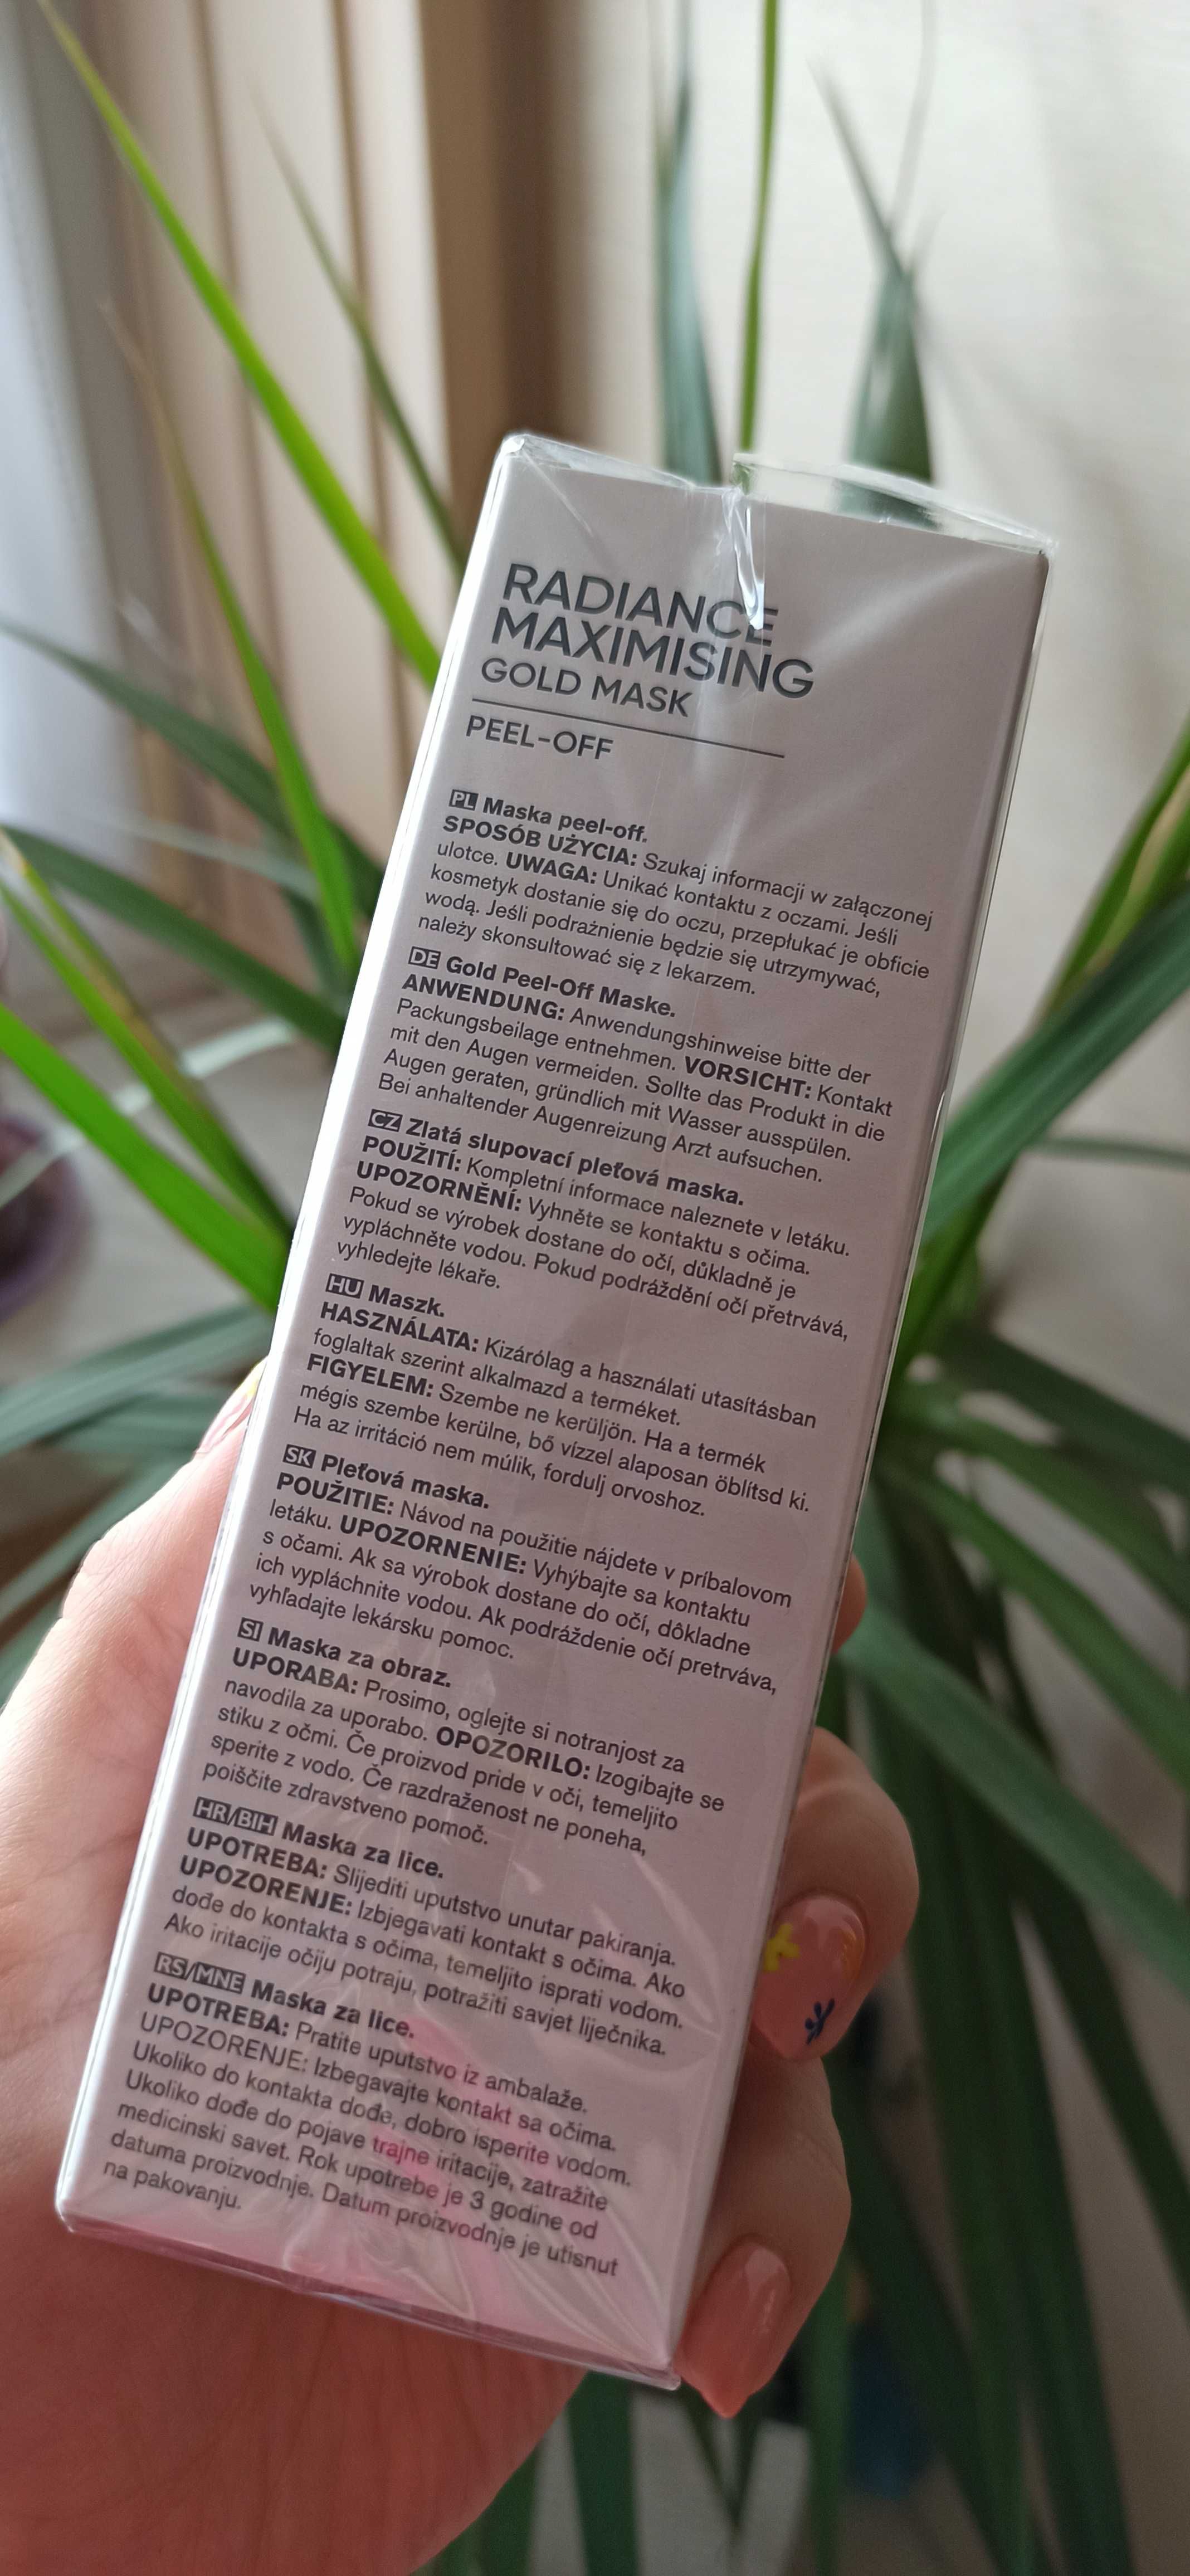 RADIANCE
MAXIMISING
GOLD MASK
PEEL-OFF
PL Maska peel-off.
SPOSÓB UŻYCIA: Szukaj informacji w załączonej
ulotce. UWAGA: Unikać kontaktu z oczami. Jeśli
kosmetyk dostanie się do oczu, przepłukać je obficie
wodą. Jeśli podrażnienie będzie się utrzymywać,
należy skonsultować się z lekarzem.
DE Gold Peel-Off Maske.
ANWENDUNG: Anwendungshinweise bitte der
Packungsbeilage entnehmen. VORSICHT: Kontakt
mit den Augen vermeiden. Sollte das Produkt in die
Augen geraten, gründlich mit Wasser ausspülen.
Bei anhaltender Augenreizung Arzt aufsuchen.
CZ Zlatá slupovací pleťová maska.
POUŽITÍ: Kompletní informace naleznete v letáku.
UPOZORNĚNÍ: Vyhněte se kontaktu s očima.
Pokud se výrobek dostane do očí, důkladně je
vypláchněte vodou. Pokud podráždění očí přetrvává,
vyhledejte lékaře.
HU Maszk.
HASZNÁLATA: Kizárólag a használati utasításban
foglaltak szerint alkalmazd a terméket.
FIGYELEM: Szembe ne kerüljön. Ha a termék
mégis szembe kerülne, bő vízzel alaposan öblítsd ki.
Ha az irritáció nem múlik, fordulj orvoshoz.
SK Pleťová maska.
POUŽITIE: Návod na použitie nájdete v príbalovom
letáku. UPOZORNENIE: Vyhýbajte sa kontaktu
s očami. Ak sa výrobok dostane do očí, dôkladne
ich vypláchnite vodou. Ak podráždenie očí pretrváva,
vyhľadajte lekársku pomoc.
SI Maska za obraz.
UPORABA: Prosimo, oglejte si notranjost za
navodila za uporabo. OPOZORILO: Izogibajte se
stiku z očmi. Če proizvod pride v oči, temeljito
sperite z vodo. Če razdraženost ne poneha,
poiščite zdravstveno pomoč.
HR/BIH Maska za lice.
UPOTREBA: Slijediti uputstvo unutar pakiranja.
UPOZORENJE: Izbjegavati kontakt s očima. Ako
dođe do kontakta s očima, temeljito isprati vodom.
Ako iritacije očiju potraju, potražiti savjet liječnika.
RS/MNE Maska za lice.
UPOTREBA: Pratite uputstvo iz ambalaže.
UPOZORENJE: Izbegavajte kontakt sa očima.
Ukoliko do kontakta dođe, dobro isperite vodom.
Ukoliko dođe do pojave trajne iritacije, zatražite
medicinski savet. Rok upotrebe je 3 godine od
datuma proizvodnje. Datum proizvodnje je utisnut
na pakovanju.